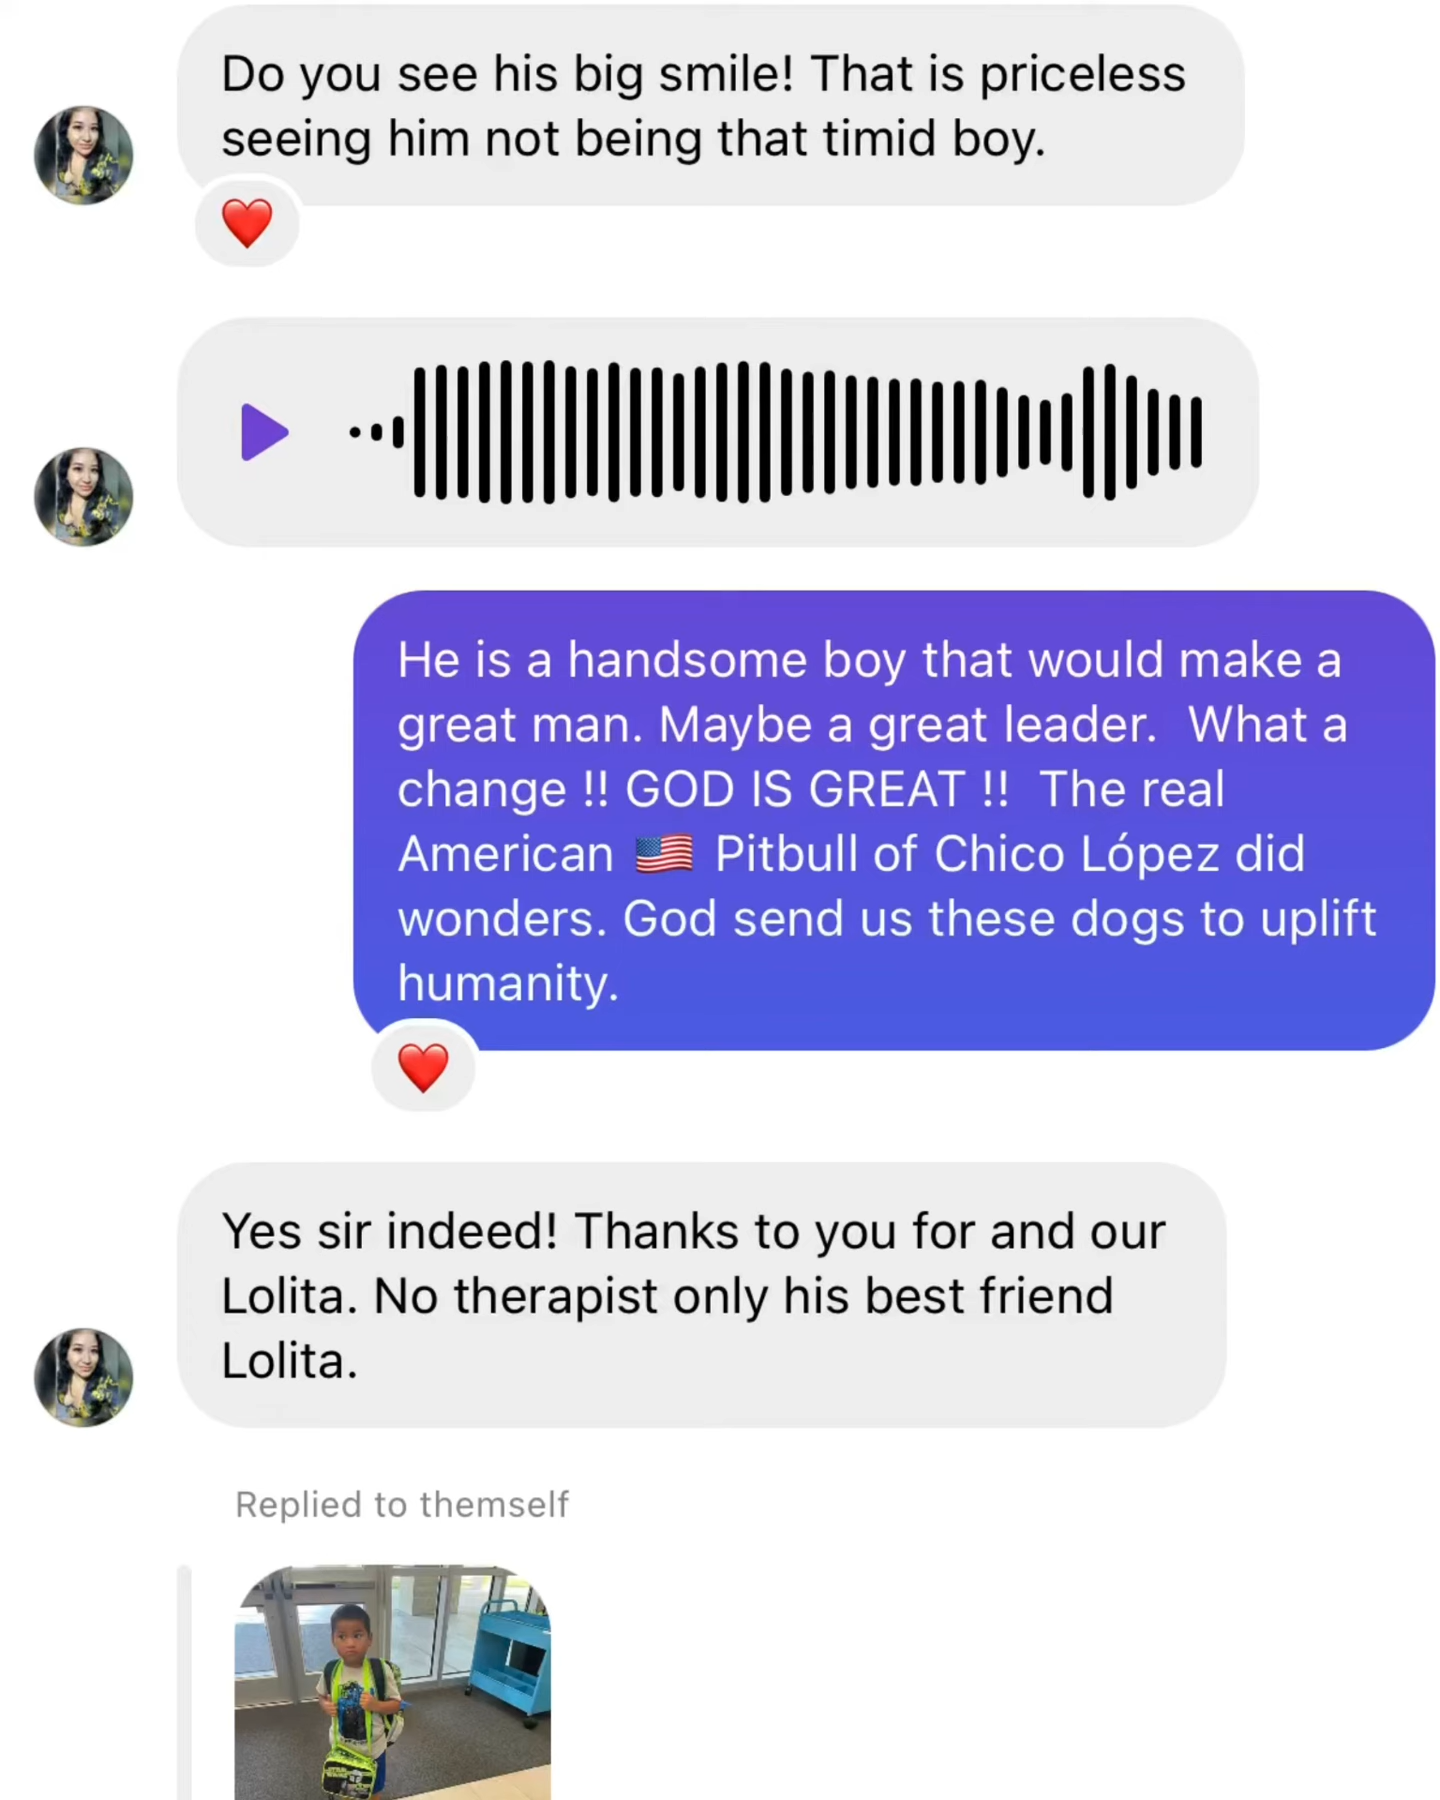 Do you see his big smile! That is priceless
seeing him not being that timid boy.
He is a handsome boy that would make a
great man. Maybe a great leader.  What a
change !! GOD IS GREAT !!  The real
American 🇺🇸 Pitbull of Chico López did
wonders. God send us these dogs to uplift
humanity.
Yes sir indeed! Thanks to you for and our
Lolita. No therapist only his best friend
Lolita.
Replied to themself